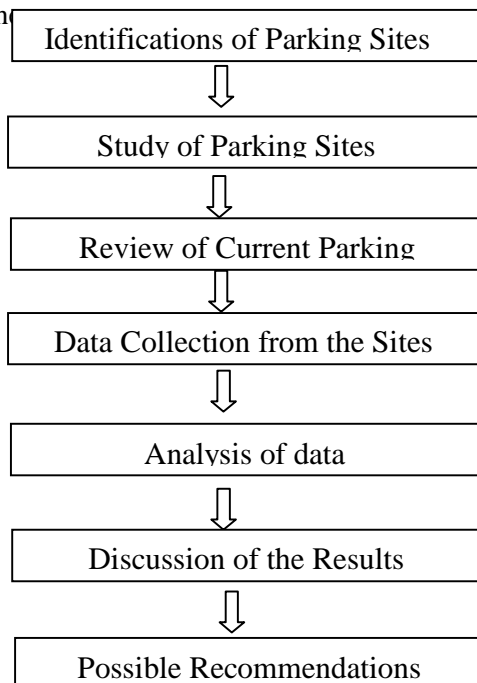 Identifications of Parking Sites
Study of Parking Sites
Review of Current Parking
Data Collection from the Sites
Analysis of data
Discussion of the Results
Possible Recommendations